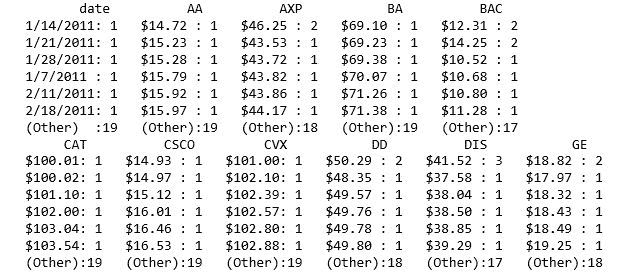 date AA AXP BA BAC
1/14/2011: 1 $14.72 : 1 $46.25 : 2 $69.10 : 1 $12.31 : 2
1/21/2011: 1 $15.23 : 1 $43.53 : 1 $69.23 : 1 $14.25 : 2
1/28/2011: 1 $15.28 : 1 $43.72 : 1 $69.38 : 1 $10.52 : 1
1/7/2011 : 1 $15.79 : 1 $43.82 : 1 $70.07 : 1 $10.68 : 1
2/11/2011: 1 $15.92 : 1 $43.86 : 1 $71.26 : 1 $10.80 : 1
2/18/2011: 1 $15.97 : 1 $44.17 : 1 $71.38 : 1 $11.28 : 1
(Other) :19 (Other):19 (Other):18 (Other):19 (Other):17
CAT CSCO CVX DD DIS GE
$100.01: 1 $14.93 : 1 $101.00: 1 $50.29 : 2 $41.52 : 3 $18.82 : 2
$100.02: 1 $14.97 : 1 $102.10: 1 $48.35 : 1 $37.58 : 1 $17.97 : 1
$101.10: 1 $15.12 : 1 $102.39: 1 $49.57 : 1 $38.04 : 1 $18.32 : 1
$102.00: 1 $16.01 : 1 $102.57: 1 $49.76 : 1 $38.50 : 1 $18.43 : 1
$103.04: 1 $16.46 : 1 $102.80: 1 $49.78 : 1 $38.85 : 1 $18.49 : 1
$103.54: 1 $16.53 : 1 $102.88: 1 $49.80 : 1 $39.29 : 1 $19.25 : 1
(Other):19 (Other):19 (Other):19 (Other):18 (Other):17 (Other):18